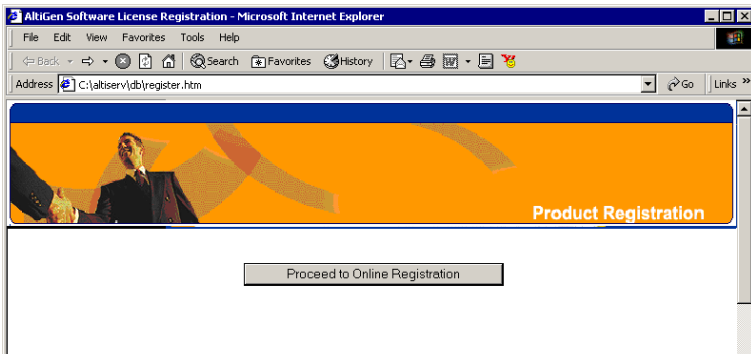 AltiGen Software License Registration - Microsoft Internet Explorer
File Edit View Favorites Tools Help
Back Search Favorites History
Address C:\altiserv\db\register.htm Go Links »
Product Registration
Proceed to Online Registration